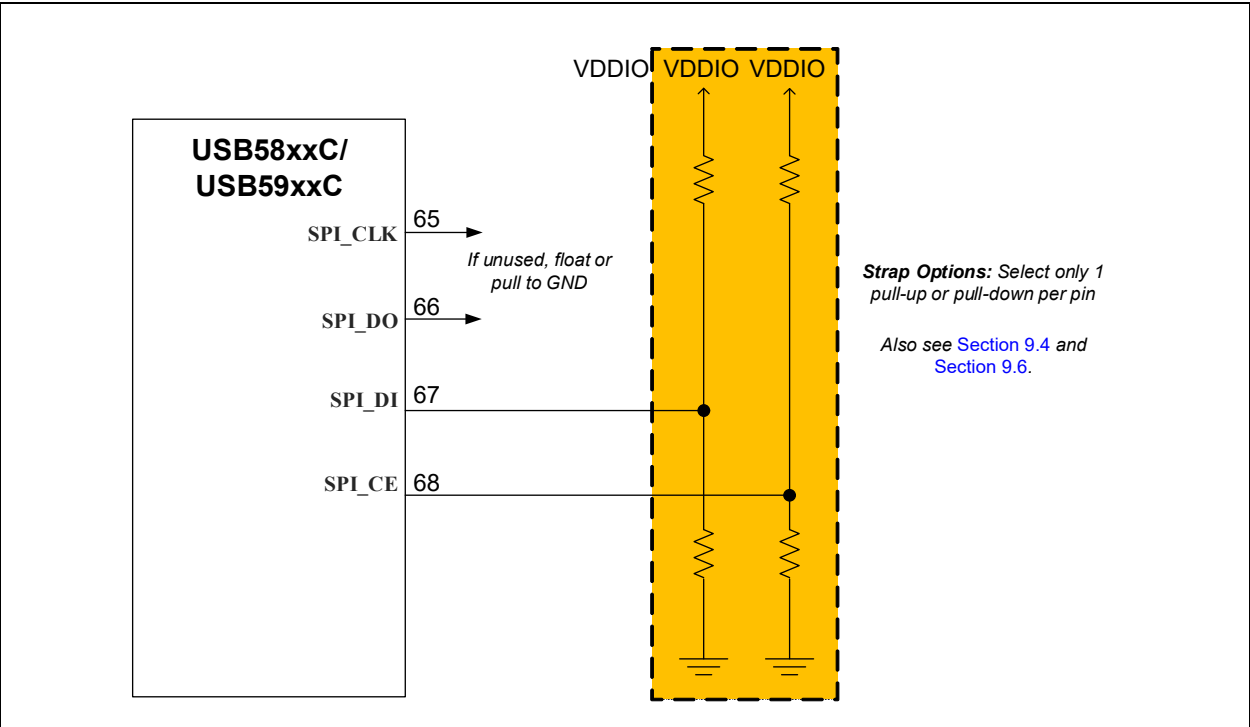 VDDIO VDDIO VDDIO
USB58xxC/
USB59xxC
SPI_CLK 65
If unused, float or
pull to GND
SPI_DO 66
SPI_DI 67
SPI_CE 68
Strap Options: Select only 1
pull-up or pull-down per pin
Also see Section 9.4 and
Section 9.6.